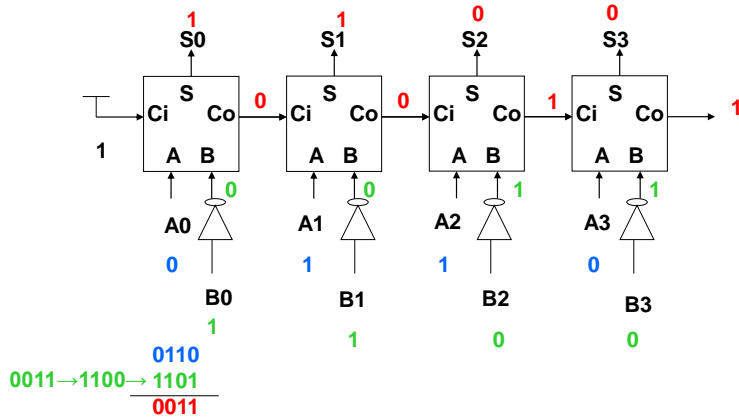 1 1 0 0
S0 S1 S2 S3
S S S S
0 0 1 1
Ci Co Ci Co Ci Co Ci Co
1
A B A B A B A B
0 0 1 1
A0 A1 A2 A3
0 1 1 0
B0 B1 B2 B3
1 1 0 0
0110
0011→1100→1101
0011